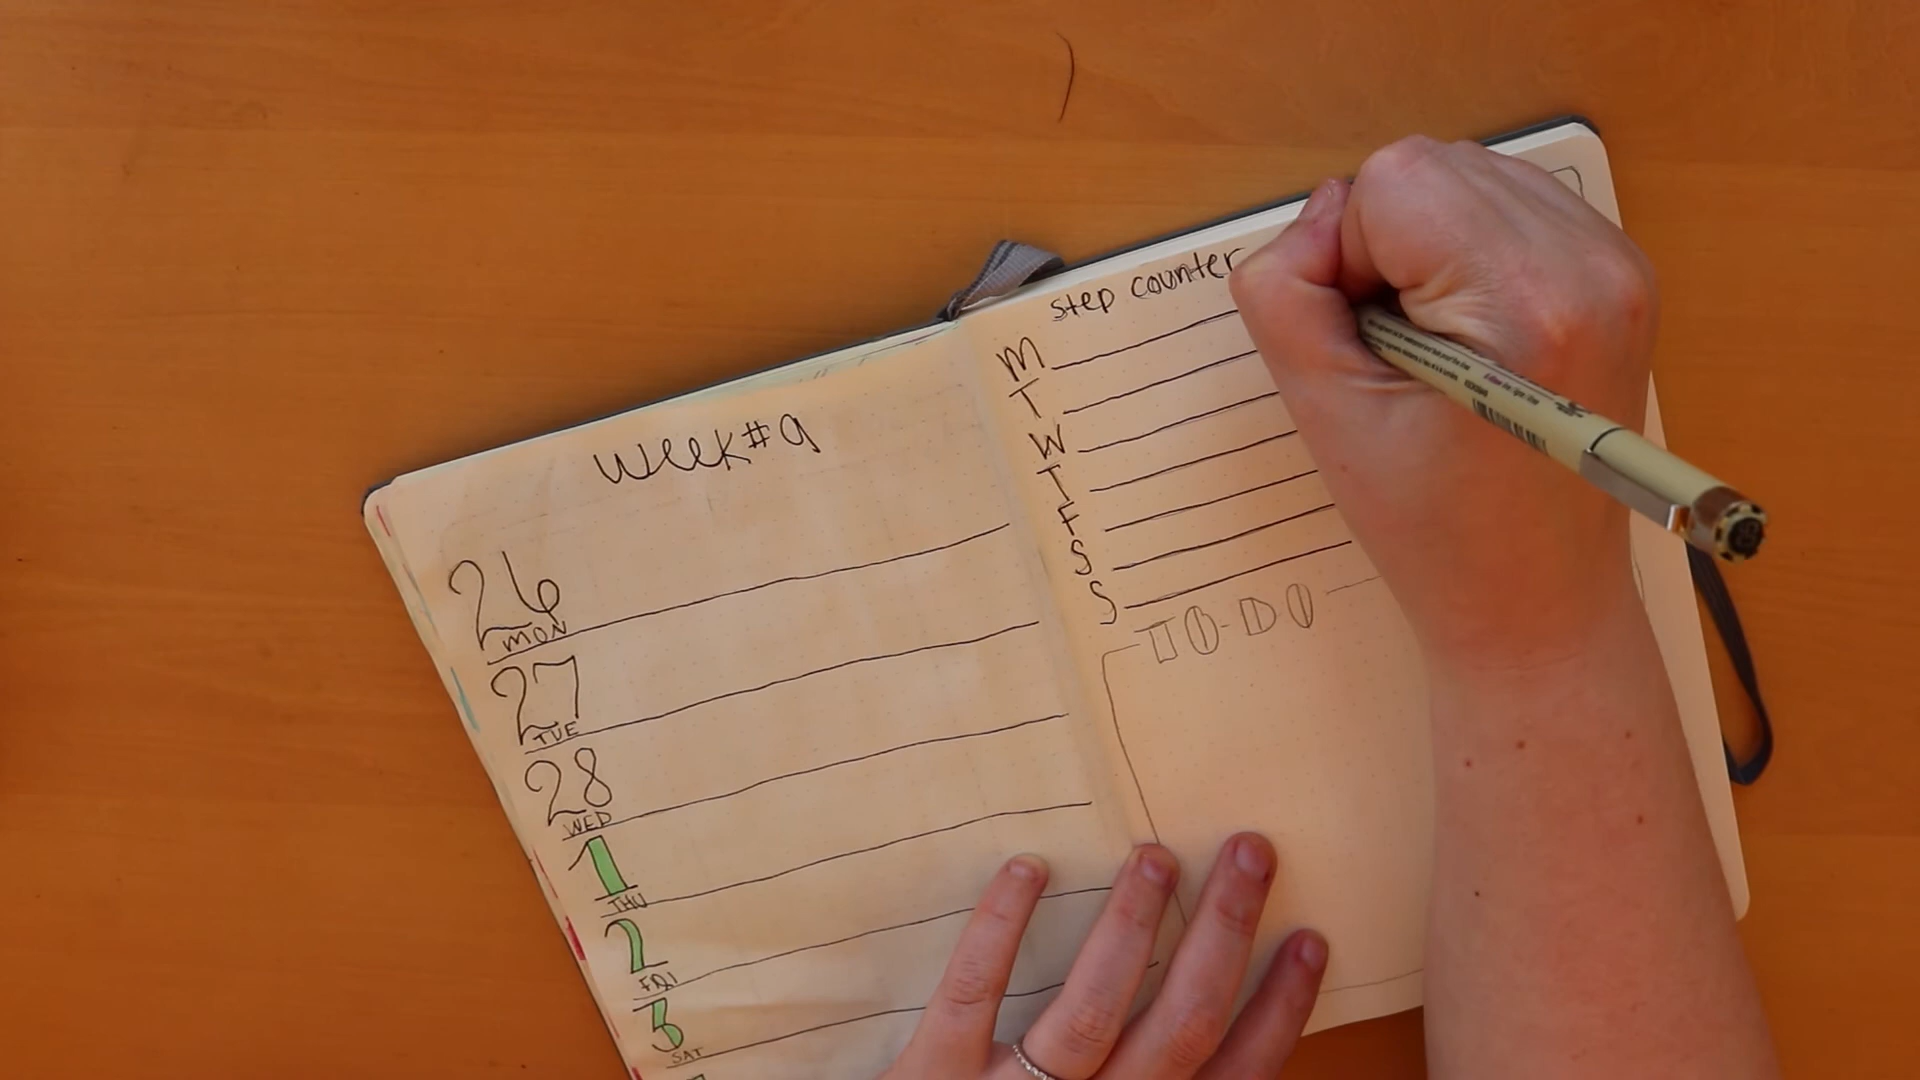 week #9
26
MON
27
TUE
28
WED
1
THU
2
FRI
3
SAT
step counter
M
T
W
T
F
S
S
TO-DO